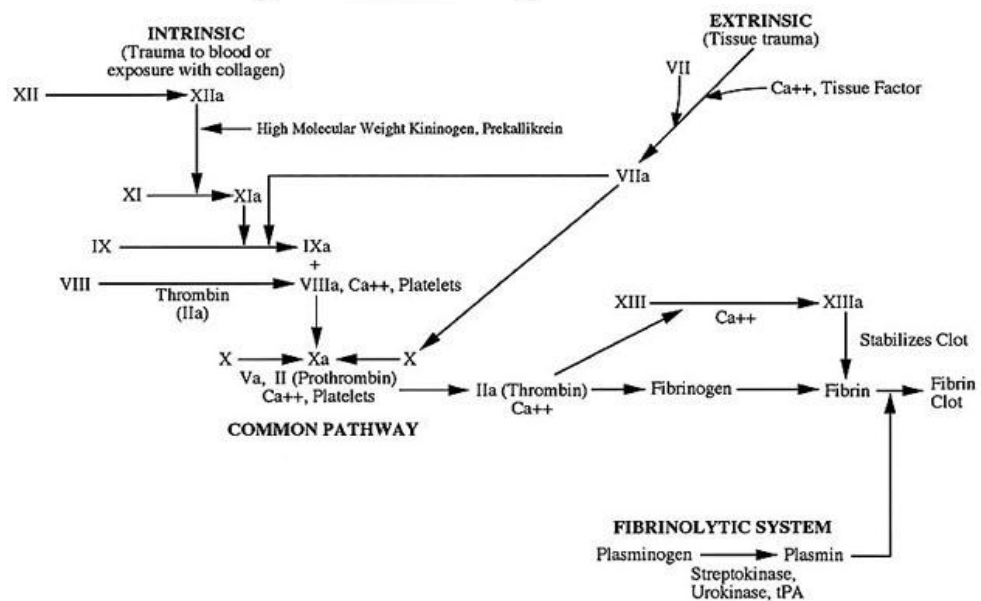 INTRINSIC
(Trauma to blood or
exposure with collagen)
EXTRINSIC
(Tissue trauma)
XII
XIIa
VII
Ca++, Tissue Factor
High Molecular Weight Kininogen, Prekallikrein
VIIa
XI
XIa
IX
IXa
+
VIII
Thrombin
(IIa)
VIIIa, Ca++, Platelets
XIII
Ca++
XIIIa
Stabilizes Clot
X
Xa
X
Va, II (Prothrombin)
Ca++, Platelets
IIa (Thrombin)
Ca++
Fibrinogen
Fibrin
Fibrin
Clot
COMMON PATHWAY
FIBRINOLYTIC SYSTEM
Plasminogen
Plasmin
Streptokinase,
Urokinase, tPA